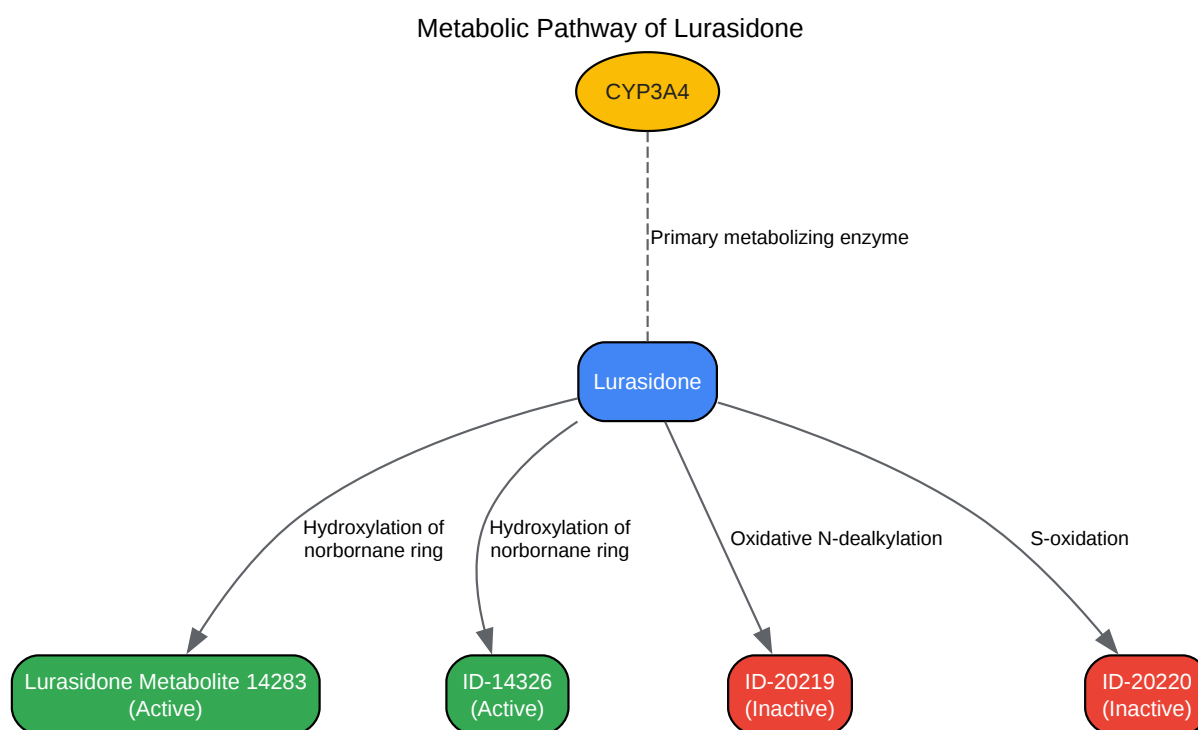 Metabolic Pathway of Lurasidone
CYP3A4
Primary metabolizing enzyme
Lurasidone
Hydroxylation of
norbornane ring
Hydroxylation of
norbornane ring
Oxidative N-dealkylation
S-oxidation
Lurasidone Metabolite 14283
(Active)
ID-14326
(Active)
ID-20219
(Inactive)
ID-20220
(Inactive)